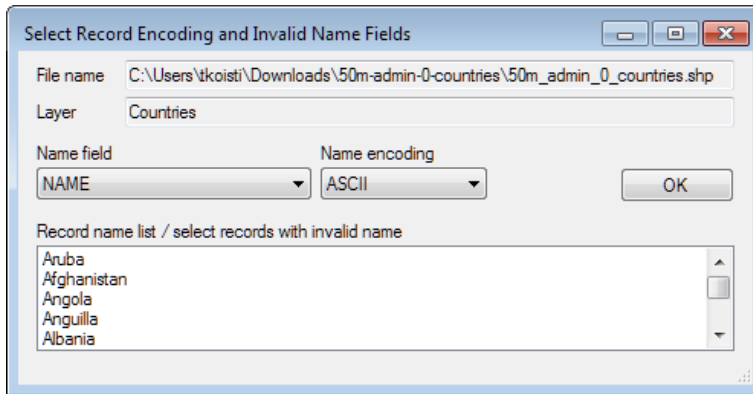 Select Record Encoding and Invalid Name Fields
File name C:\Users\tkoisti\Downloads\50m-admin-0-countries\50m_admin_0_countries.shp
Layer Countries
Name field Name encoding
NAME ASCII OK
Record name list / select records with invalid name
Aruba
Afghanistan
Angola
Anguilla
Albania